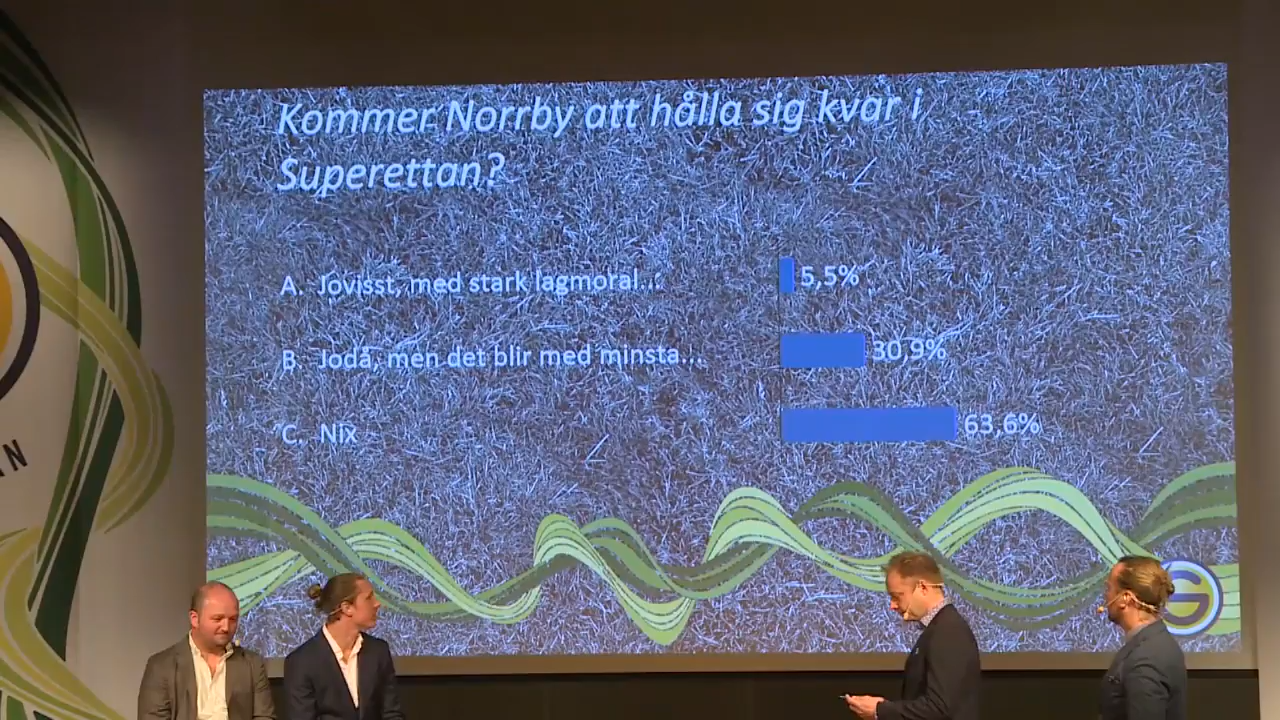 Kommer Norrby att hålla sig kvar i
Superettan?
A. Jovisst, med stark lagmoral... 5,5%
B Jodå, men det blir med minsta... 30,9%
C. Nix 63,6%
G